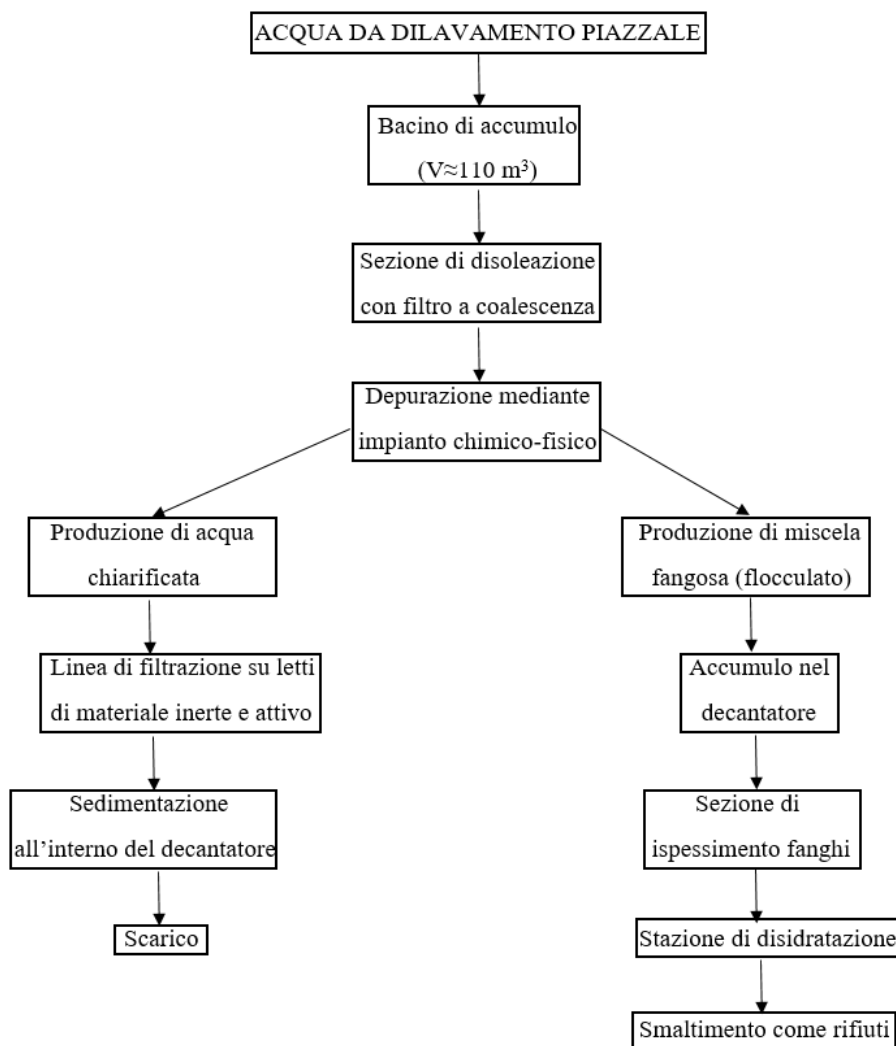 ACQUA DA DILAVAMENTO PIAZZALE
Bacino di accumulo
(V≈110 m³)
Sezione di disoleazione
con filtro a coalescenza
Depurazione mediante
impianto chimico-fisico
Produzione di acqua
chiarificata
Linea di filtrazione su letti
di materiale inerte e attivo
Sedimentazione
all'interno del decantatore
Scarico
Produzione di miscela
fangosa (flocculato)
Accumulo nel
decantatore
Sezione di
ispessimento fanghi
Stazione di disidratazione
Smaltimento come rifiuti